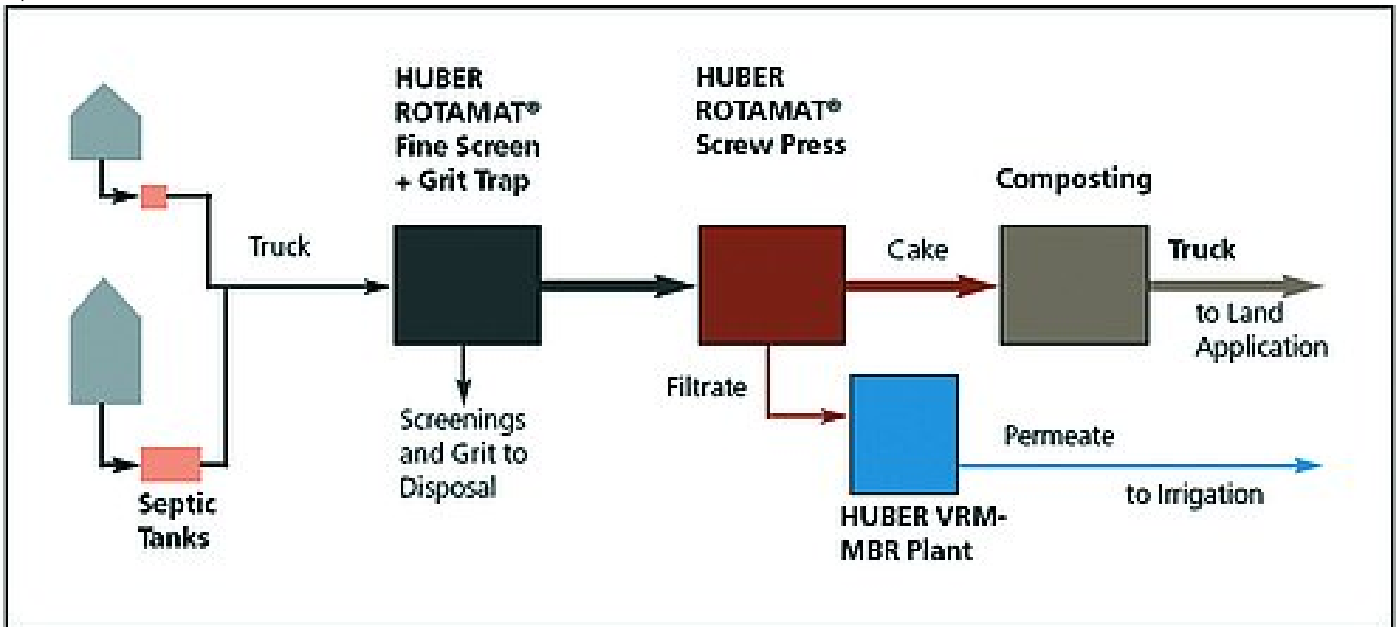 HUBER
ROTAMAT®
Fine Screen
+ Grit Trap
HUBER
ROTAMAT®
Screw Press
Composting
Truck
Cake
Truck
to Land
Application
Filtrate
Screenings
and Grit to
Disposal
Permeate
to Irrigation
Septic
Tanks
HUBER VRM-
MBR Plant